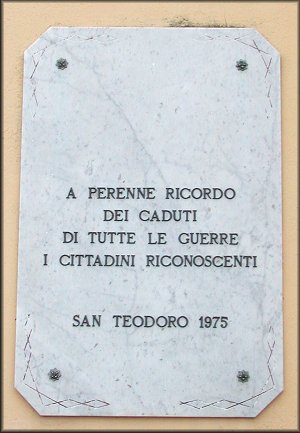 A PERENNE RICORDO
DEI CADUTI
DI TUTTE LE GUERRE
I CITTADINI RICONOSCENTI
SAN TEODORO 1975